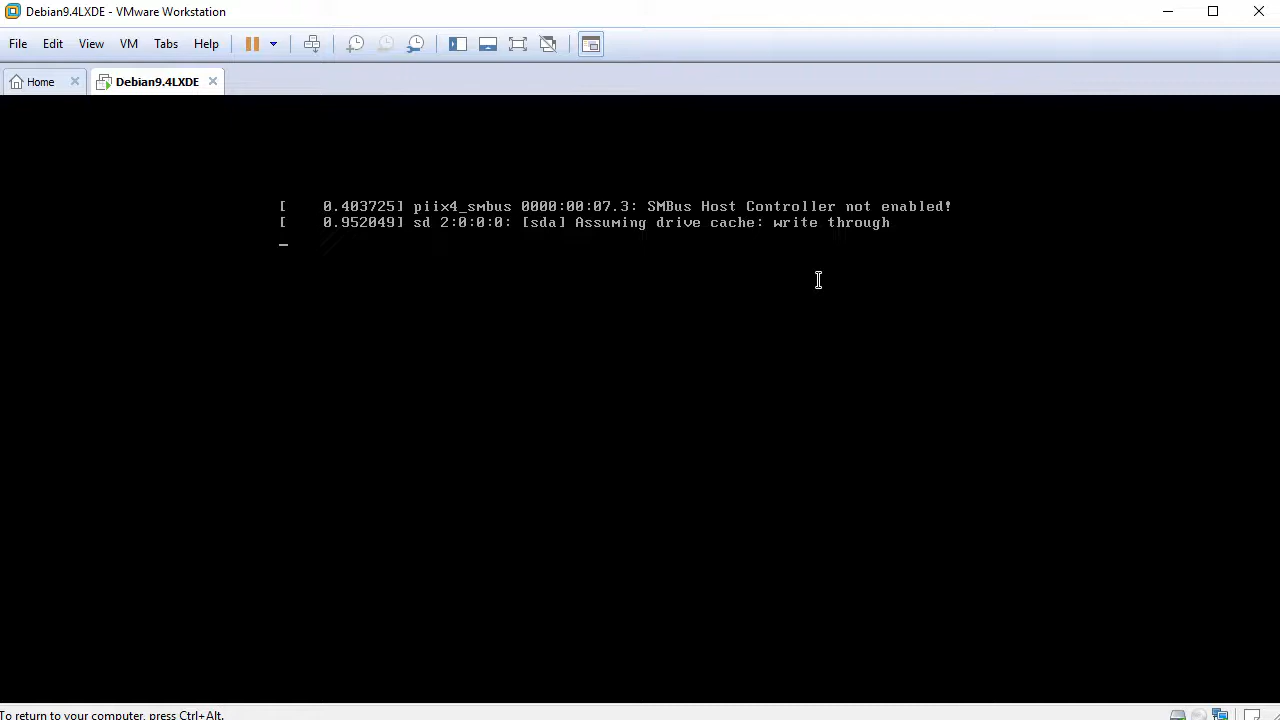 Debian9.4LXDE - VMware Workstation
File Edit View VM Tabs Help
Home Debian9.4LXDE
[    0.403725] piix4_smbus 0000:00:07.3: SMBus Host Controller not enabled!
[    0.952049] sd 2:0:0:0: [sda] Assuming drive cache: write through
To return to your computer, press Ctrl+Alt.